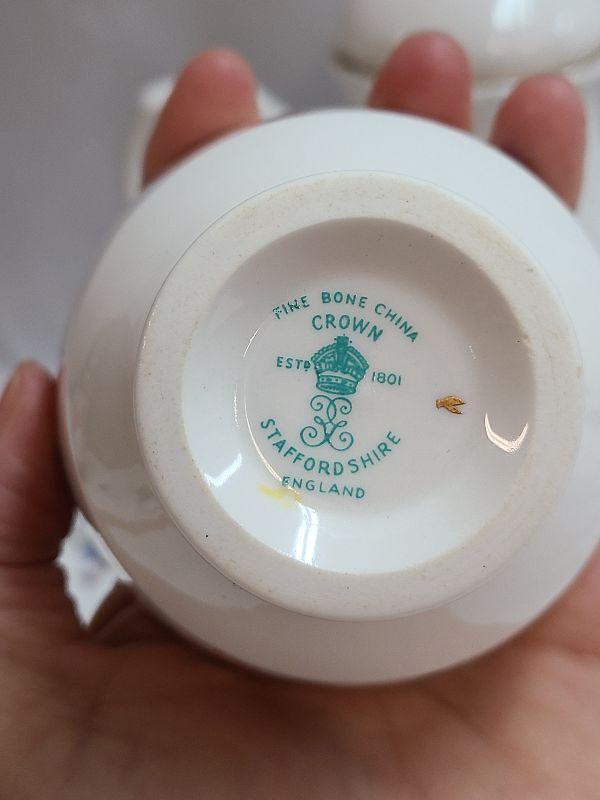 FINE BONE CHINA
CROWN
ESTD 1801
STAFFORDSHIRE
ENGLAND